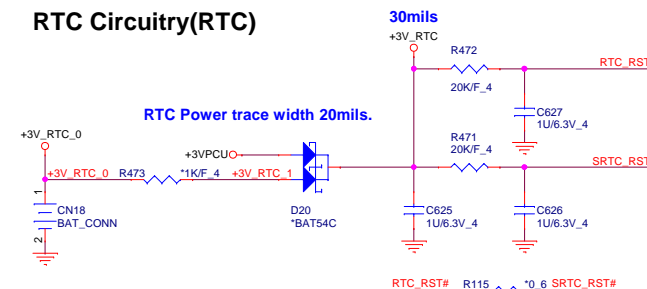 RTC Circuitry(RTC)
30mils
+3V_RTC
R472
RTC_RST
20K/F_4
RTC Power trace width 20mils.
C627
1U/6.3V_4
+3V_RTC_0
+3VPCU
R471
20K/F_4
SRTC_RST
+3V_RTC_0 R473 *1K/F_4 +3V_RTC_1
1
CN18
BAT_CONN
2
D20
*BAT54C
C625
1U/6.3V_4
C626
1U/6.3V_4
RTC_RST# R115 *0_6 SRTC_RST#